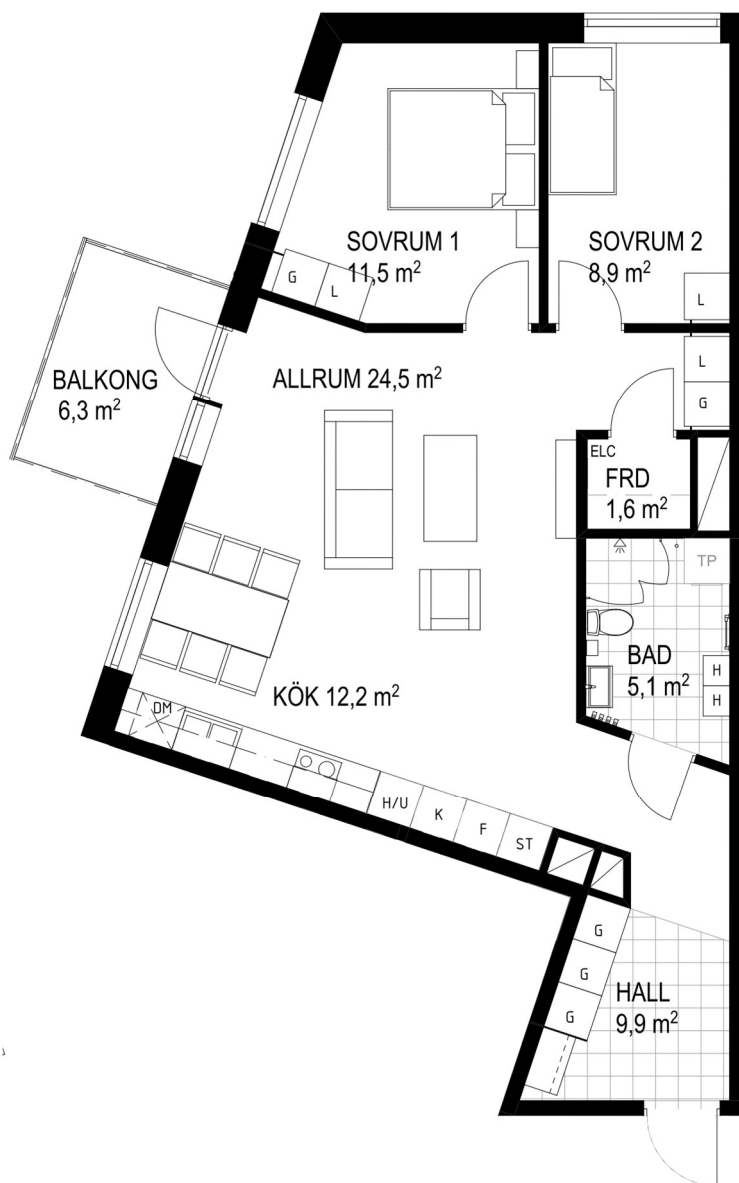 SOVRUM 1
11,5 m²
SOVRUM 2
8,9 m²
G
L
L
L
G
BALKONG
6,3 m²
ALLRUM 24,5 m²
ELC
FRD
1,6 m²
TP
BAD
5,1 m²
H
H
KÖK 12,2 m²
DM
H/U
K
F
ST
G
G
G
HALL
9,9 m²